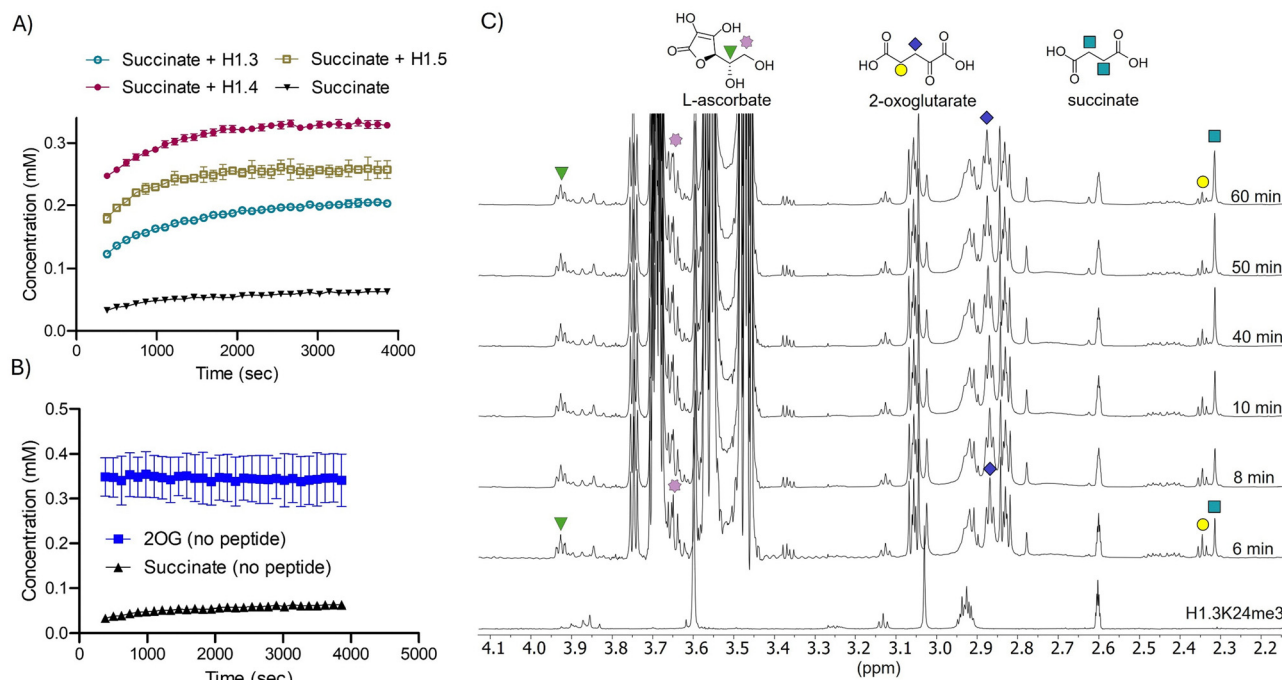 A)
Succinate + H1.3
Succinate + H1.5
Succinate + H1.4
Succinate
Concentration (mM)
0.3
0.2
0.1
0.0
0
1000
2000
3000
4000
Time (sec)
B)
Concentration (mM)
0.5
0.4
0.3
0.2
0.1
0.0
2OG (no peptide)
Succinate (no peptide)
0
1000
2000
3000
4000
5000
Time (sec)
C)
HO
OH
O
O
OH
OH
L-ascorbate
O
O
HO
OH
O
2-oxoglutarate
O
OH
OH
O
succinate
60 min
50 min
40 min
10 min
8 min
6 min
H1.3K24me3
4.1 4.0 3.9 3.8 3.7 3.6 3.5 3.4 3.3 3.2 3.1 3.0 2.9 2.8 2.7 2.6 2.5 2.4 2.3 2.2
(ppm)